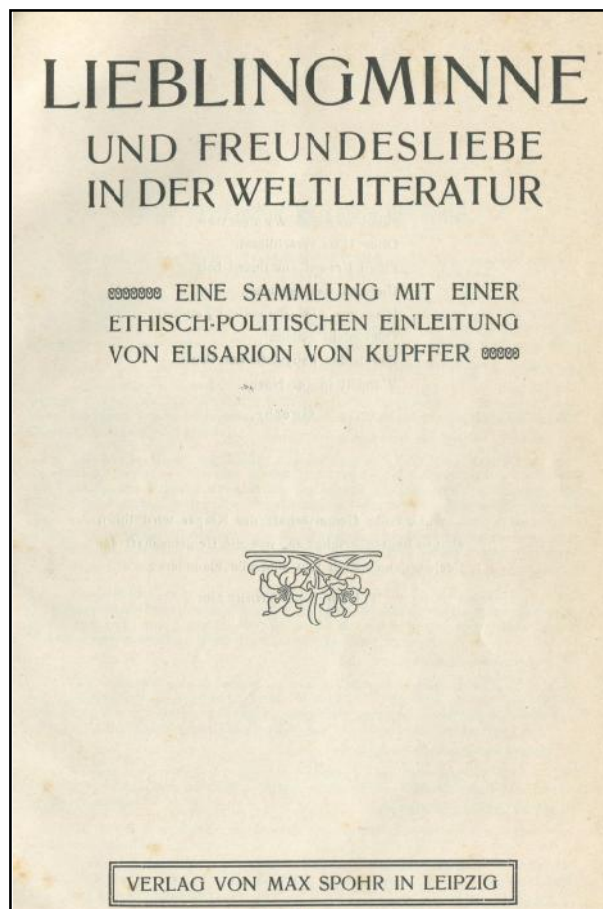 LIEBLINGMINNE
UND FREUNDESLIEBE
IN DER WELTLITERATUR
EINE SAMMLUNG MIT EINER
ETHISCH-POLITISCHEN EINLEITUNG
VON ELISARION VON KUPFFER
VERLAG VON MAX SPOHR IN LEIPZIG